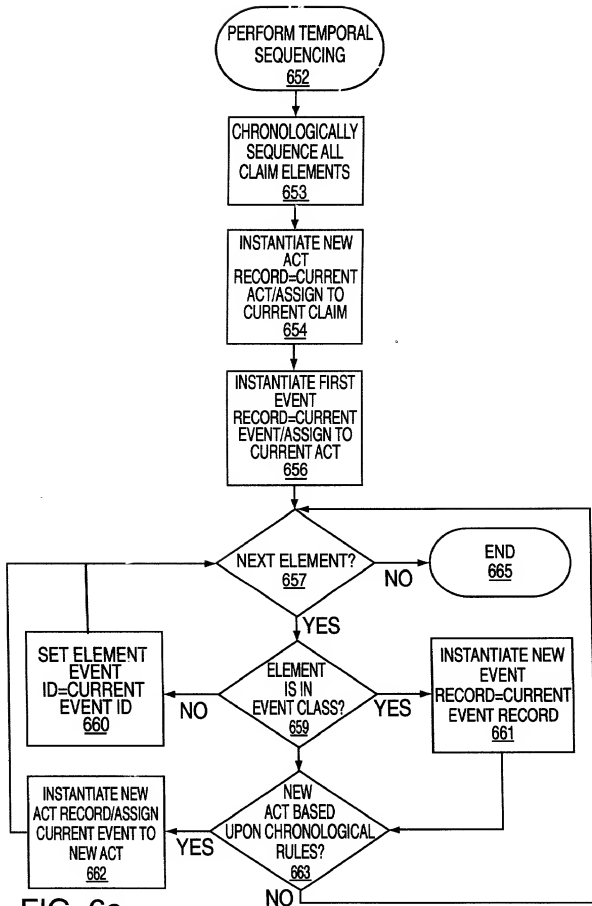 PERFORM TEMPORAL
SEQUENCING
652
CHRONOLOGICALLY
SEQUENCE ALL
CLAIM ELEMENTS
653
INSTANTIATE NEW
ACT
RECORD=CURRENT
ACT/ASSIGN TO
CURRENT CLAIM
654
INSTANTIATE FIRST
EVENT
RECORD=CURRENT
EVENT/ASSIGN TO
CURRENT ACT
656
NEXT ELEMENT?
657
NO
END
665
YES
SET ELEMENT
EVENT
ID=CURRENT
EVENT ID
660
NO
ELEMENT
IS IN
EVENT CLASS?
659
YES
INSTANTIATE NEW
EVENT
RECORD=CURRENT
EVENT RECORD
661
INSTANTIATE NEW
ACT RECORD/ASSIGN
CURRENT EVENT TO
NEW ACT
662
YES
NEW
ACT BASED
UPON CHRONOLOGICAL
RULES?
663
NO